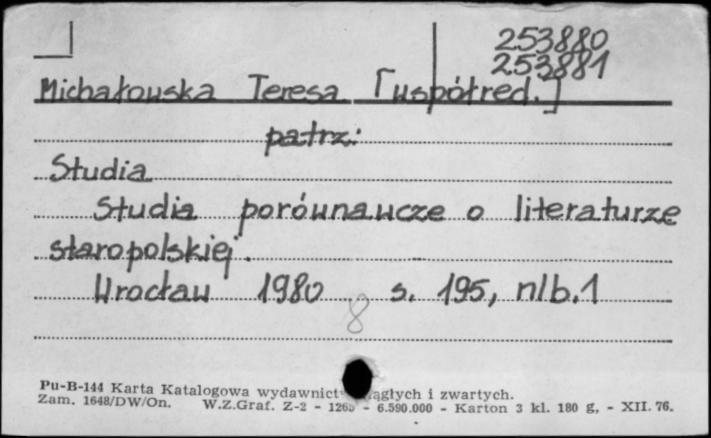 253880
253881
Michałowska Teresa [współred.]
patrz:
Studia
Studia porównawcze o literaturze
staropolskiej.
Wrocław 1980 s. 195, nlb.1
8
Pu-B-144 Karta Katalogowa wydawnict ciągłych i zwartych.
Zam. 1648/DW/On. W.Z.Graf. Z-2 - 1265 - 6.590.000 - Karton 3 kl. 180 g. - XII. 76.